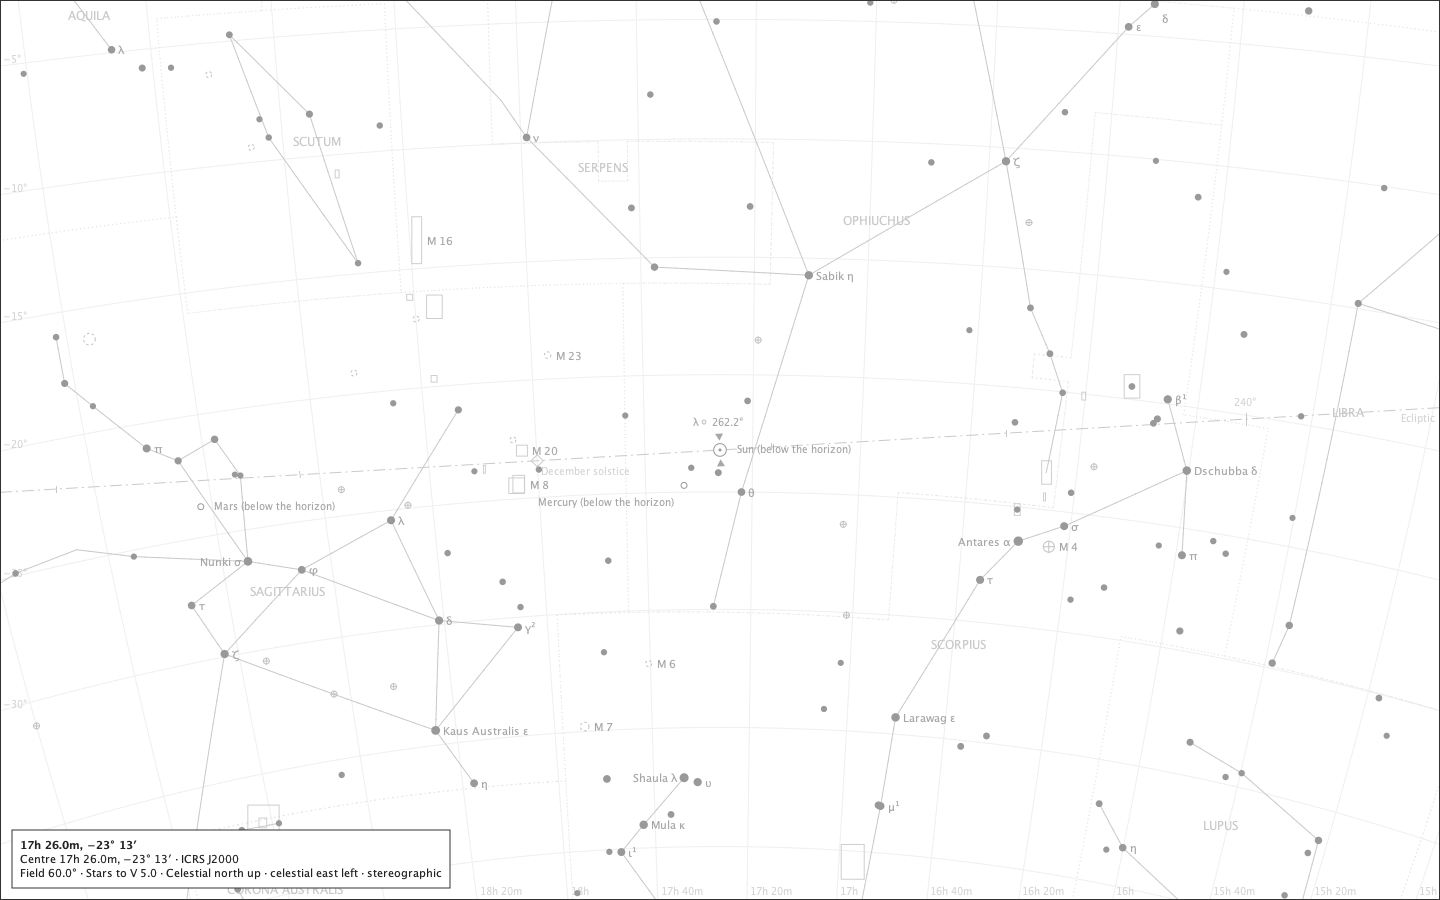 AQUILA
δ
ε
λ
−5°
SCUTUM
ν
SERPENS
ζ
−10°
OPHIUCHUS
M 16
Sabik η
−15°
M 23
240°
β¹
LIBRA
Ecliptic
λ☉ 262.2°
−20°
π
M 20
Sun (below the horizon)
December solstice
Dschubba δ
M 8
θ
Mercury (below the horizon)
Mars (below the horizon)
λ
σ
Antares α
M 4
π
Nunki σ
φ
τ
SAGITTARIUS
τ
δ
γ²
SCORPIUS
ζ
M 6
−30°
Larawag ε
M 7
Kaus Australis ε
Shaula λ
υ
η
μ¹
Mula κ
LUPUS
ι¹
η
17h 26.0m, −23° 13′
Centre 17h 26.0m, −23° 13′ · ICRS J2000
Field 60.0° · Stars to V 5.0 · Celestial north up · celestial east left · stereographic
CORONA AUSTRALIS
18h 20m
18h
17h 40m
17h 20m
17h
16h 40m
16h 20m
16h
15h 40m
15h 20m
15h